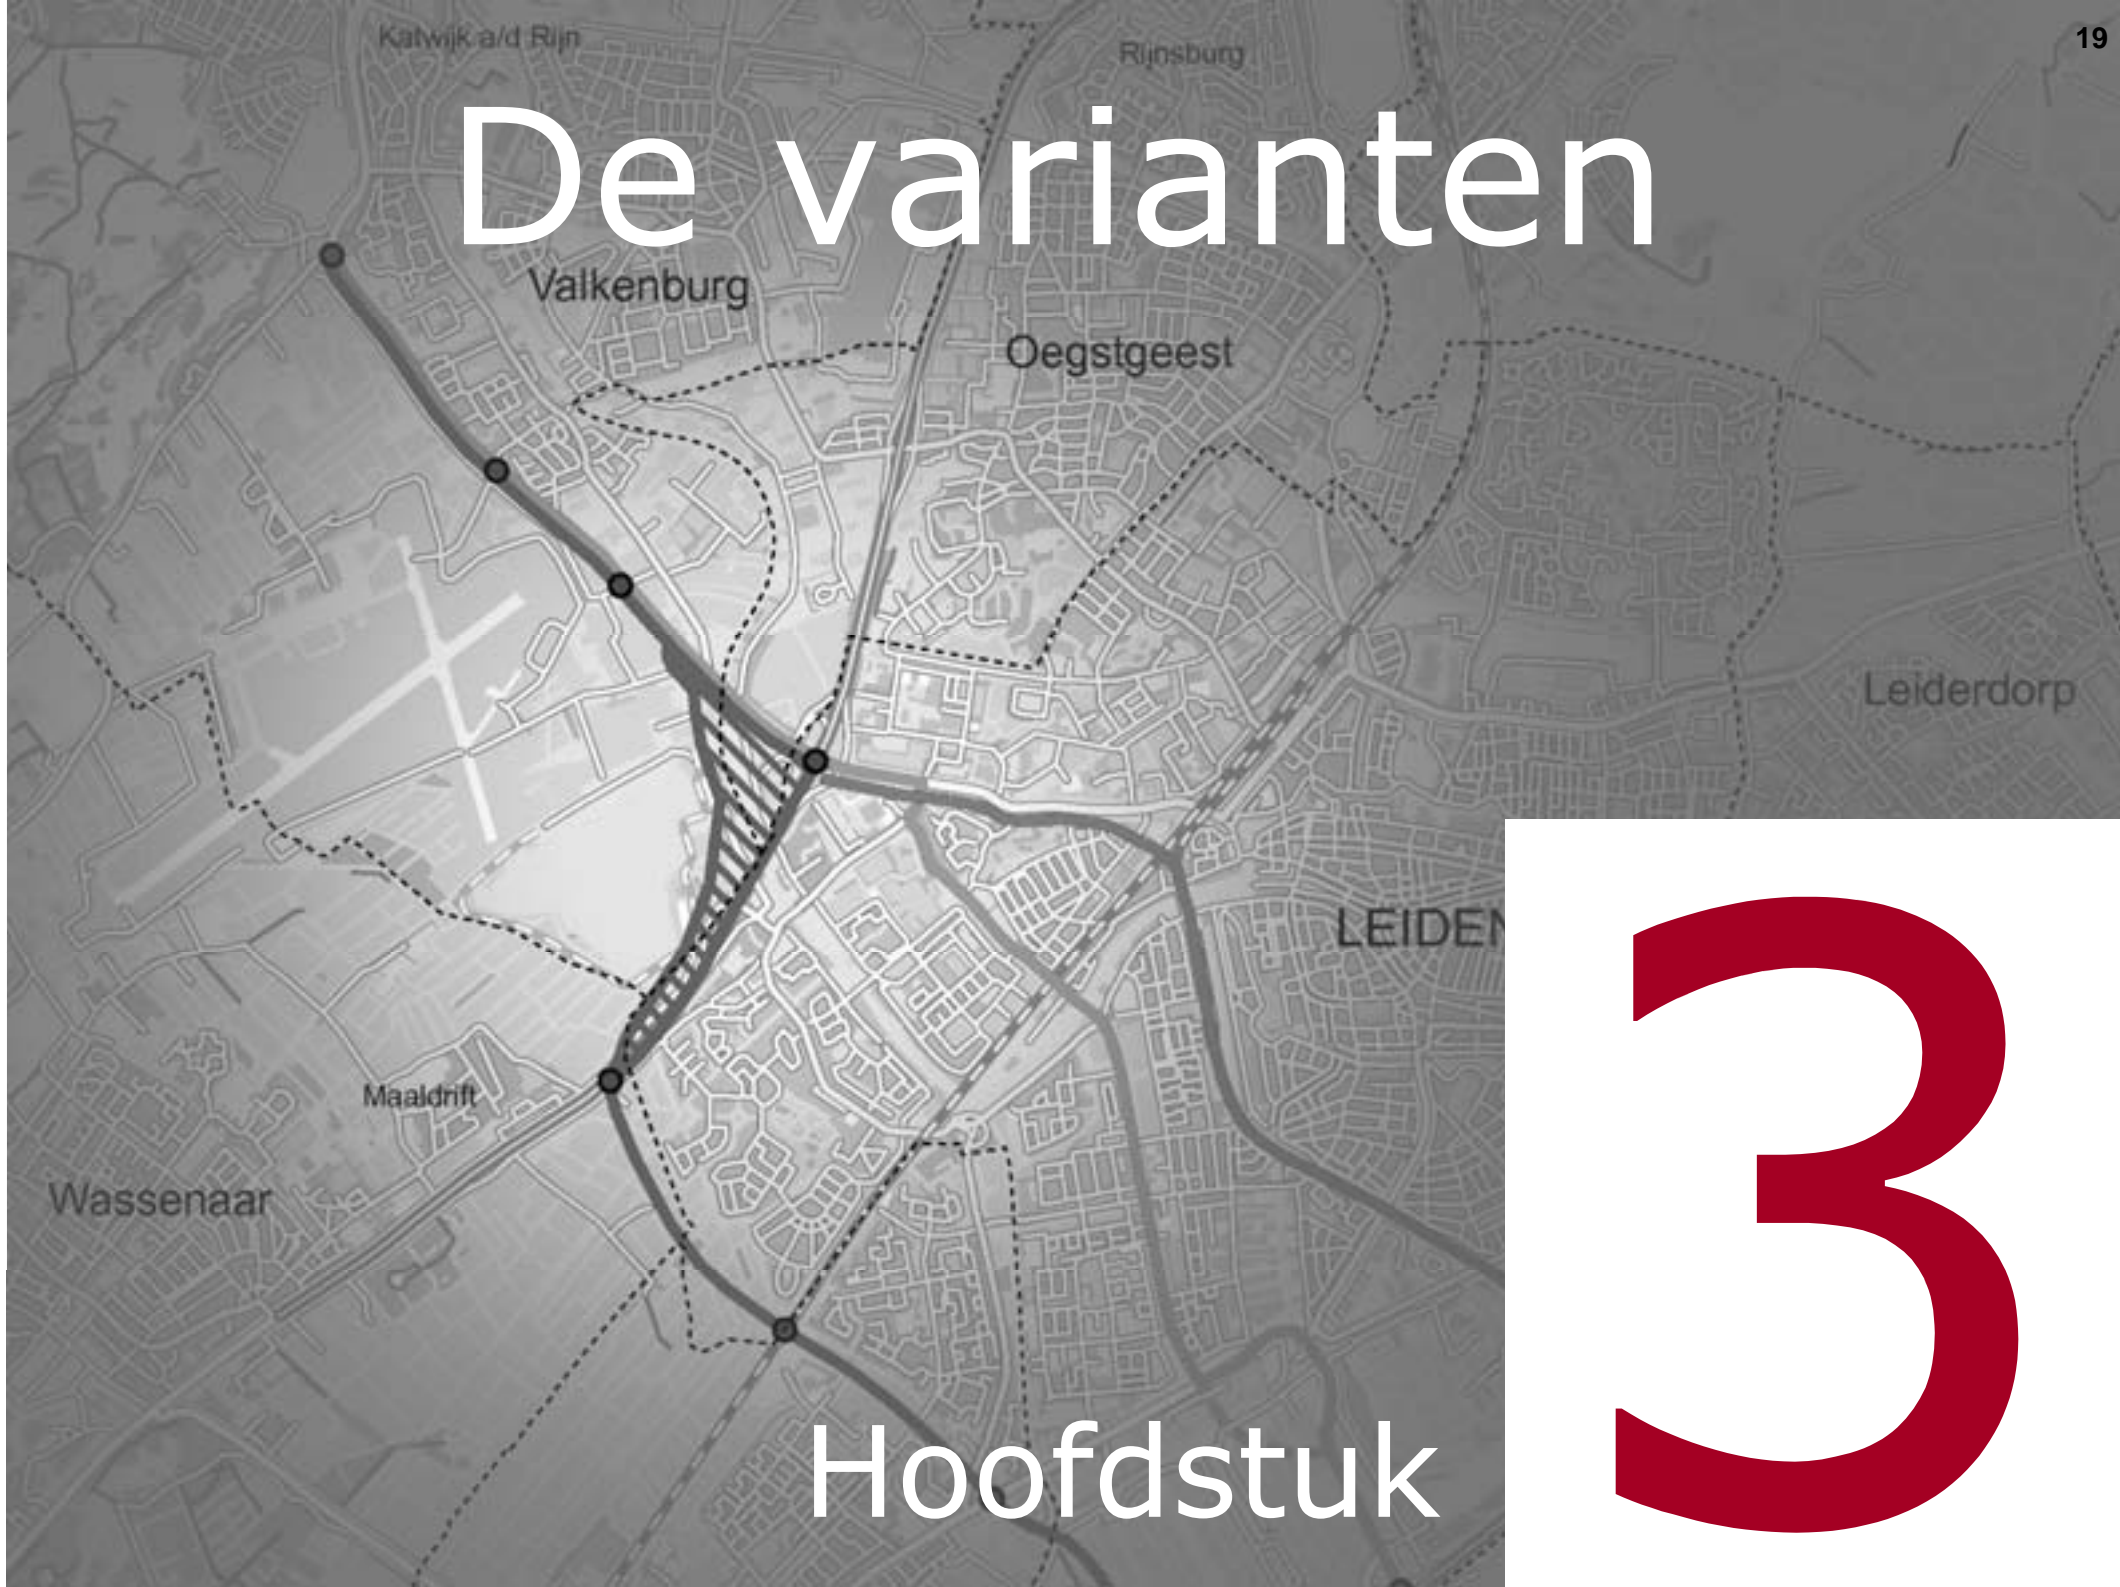 19
Katwijk a/d Rijn
Rijnsburg
De varianten
Valkenburg
Oegstgeest
Leiderdorp
LEIDEN
Maaldrift
Wassenaar
Hoofdstuk
3